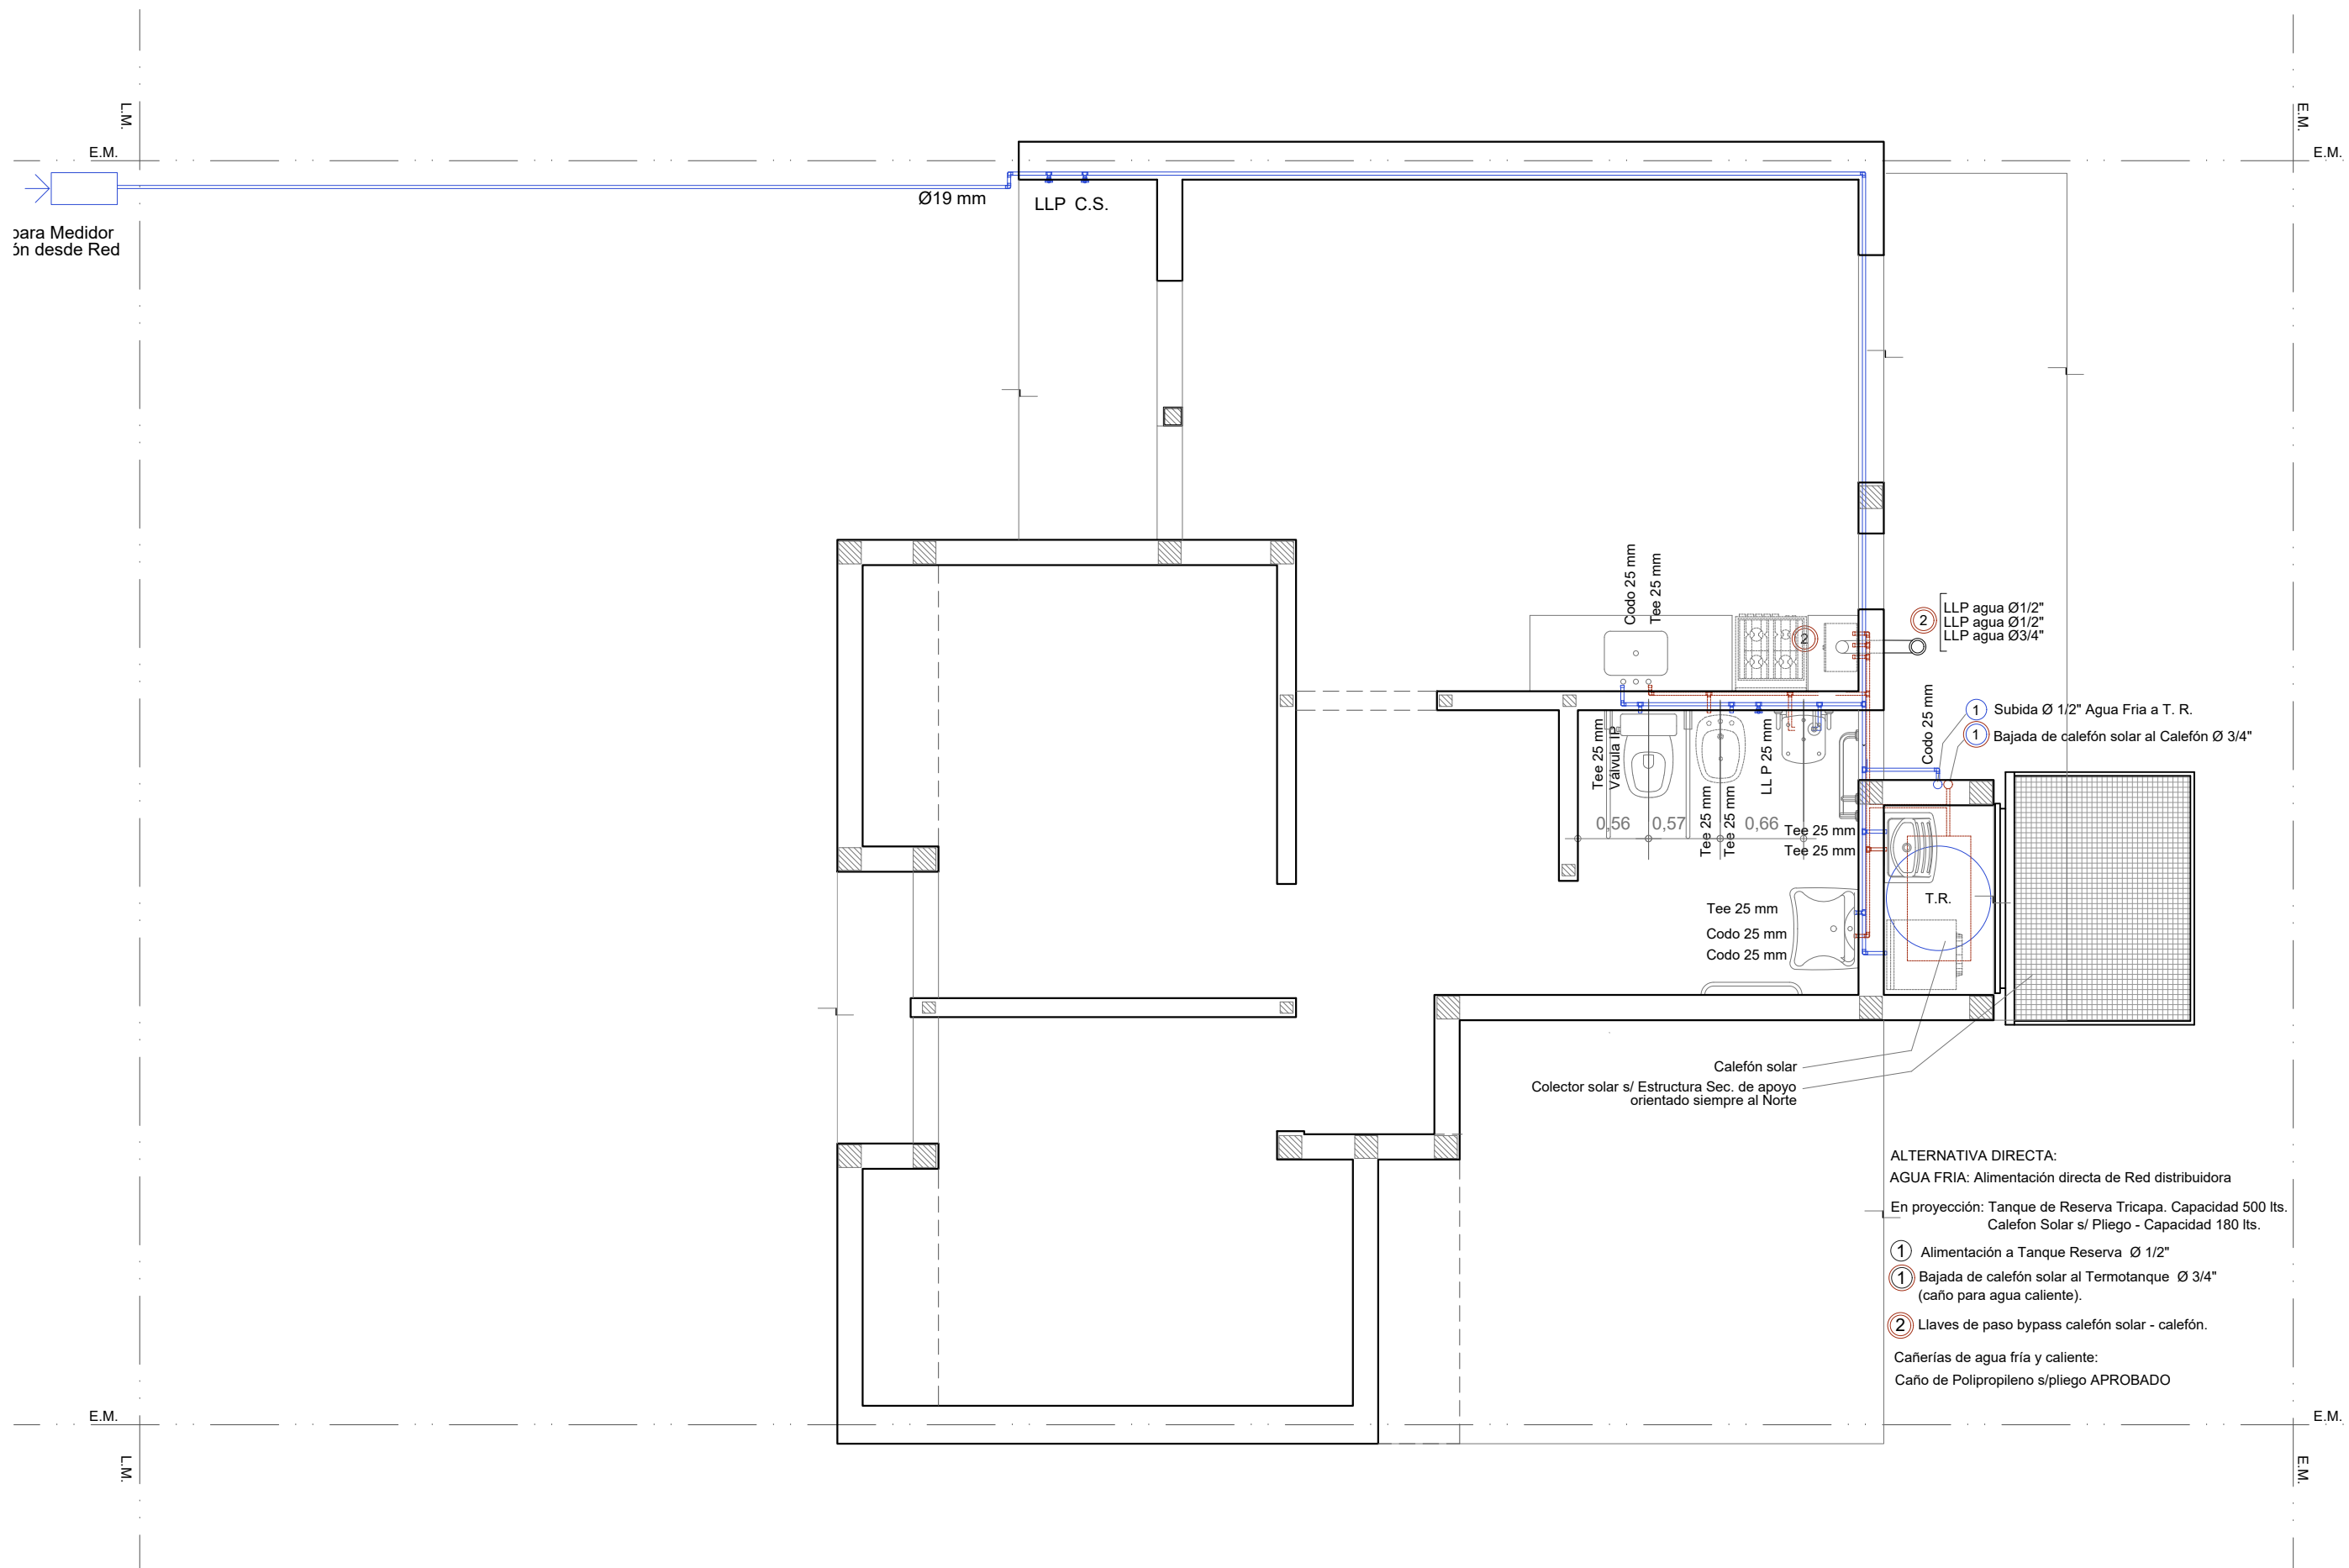 L.M.
E.M.
E.M.
E.M.
Ø19 mm
LLP C.S.
para Medidor
ón desde Red
Codo 25 mm
Tee 25 mm
2
2
LLP agua Ø1/2"
LLP agua Ø1/2"
LLP agua Ø3/4"
Codo 25 mm
1
Subida Ø 1/2" Agua Fria a T. R.
1
Bajada de calefón solar al Calefón Ø 3/4"
Tee 25 mm
Válvula IP
LL P 25 mm
Tee 25 mm
Tee 25 mm
0,56
0,57
0,66
Tee 25 mm
Tee 25 mm
T.R.
Tee 25 mm
Codo 25 mm
Codo 25 mm
Calefón solar
Colector solar s/ Estructura Sec. de apoyo
orientado siempre al Norte
ALTERNATIVA DIRECTA:
AGUA FRIA: Alimentación directa de Red distribuidora
En proyección: Tanque de Reserva Tricapa. Capacidad 500 lts.
Calefon Solar s/ Pliego - Capacidad 180 lts.
1 Alimentación a Tanque Reserva Ø 1/2"
1 Bajada de calefón solar al Termotanque Ø 3/4"
(caño para agua caliente).
2 Llaves de paso bypass calefón solar - calefón.
Cañerías de agua fría y caliente:
Caño de Polipropileno s/pliego APROBADO
E.M.
E.M.
L.M.
E.M.